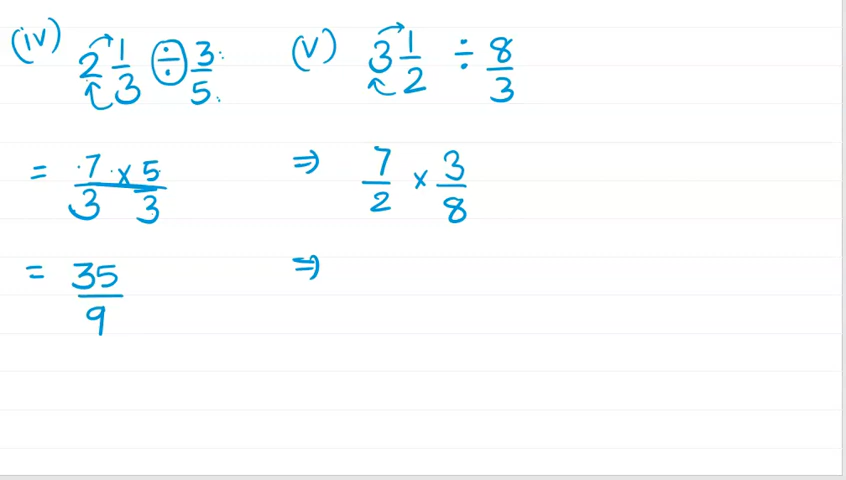 (iv) 2 1/3 ÷ 3/5
= 7/3 × 5/3
= 35/9
(v) 3 1/2 ÷ 8/3
⇒ 7/2 × 3/8
⇒